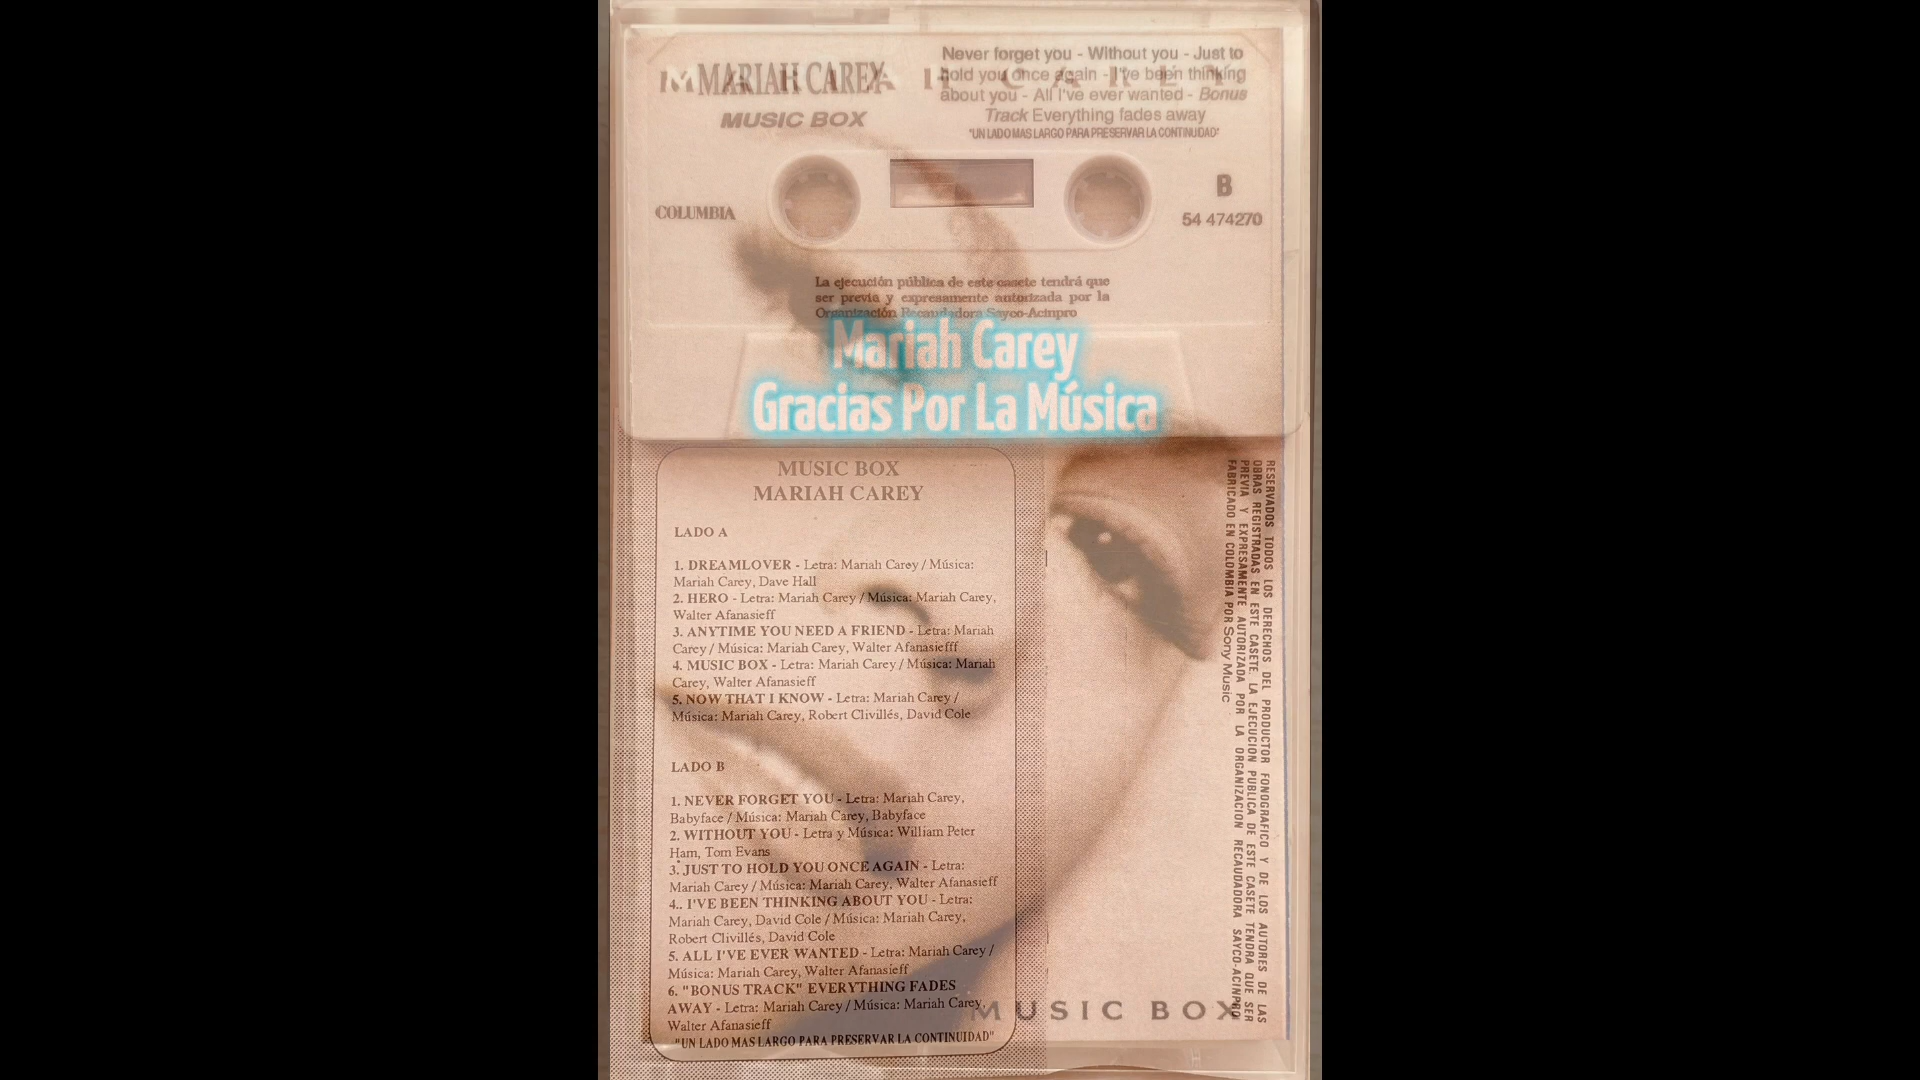 MARIAH CAREY
MUSIC BOX
Never forget you - WIthout you - Just to
hold you once again - I've been thinking
about you - All I've ever wanted - Bonus
Track Everything fades away
"UN LADO MAS LARGO PARA PRESERVAR LA CONTINUIDAD"
COLUMBIA
B
54 474270
La ejecución pública de este casete tendrá que
ser previa y expresamente autorizada por la
Organización Recaudadora Sayco-Acinpro
Mariah Carey
Gracias Por La Música
MUSIC BOX
MARIAH CAREY
LADO A
1. DREAMLOVER - Letra: Mariah Carey / Música:
Mariah Carey, Dave Hall
2. HERO - Letra: Mariah Carey / Música: Mariah Carey,
Walter Afanasieff
3. ANYTIME YOU NEED A FRIEND - Letra: Mariah
Carey / Música: Mariah Carey, Walter Afanasiefff
4. MUSIC BOX - Letra: Mariah Carey / Música: Mariah
Carey, Walter Afanasieff
5. NOW THAT I KNOW - Letra: Mariah Carey /
Música: Mariah Carey, Robert Clivillés, David Cole
LADO B
1. NEVER FORGET YOU - Letra: Mariah Carey,
Babyface / Música: Mariah Carey, Babyface
2. WITHOUT YOU - Letra y Música: William Peter
Ham, Tom Evans
3. JUST TO HOLD YOU ONCE AGAIN - Letra:
Mariah Carey / Música: Mariah Carey, Walter Afanasieff
4.. I'VE BEEN THINKING ABOUT YOU - Letra:
Mariah Carey, David Cole / Música: Mariah Carey,
Robert Clivillés, David Cole
5. ALL I'VE EVER WANTED - Letra: Mariah Carey /
Música: Mariah Carey, Walter Afanasieff
6. "BONUS TRACK" EVERYTHING FADES
AWAY - Letra: Mariah Carey / Música: Mariah Carey,
Walter Afanasieff
"UN LADO MAS LARGO PARA PRESERVAR LA CONTINUIDAD"
RESERVADOS TODOS LOS DERECHOS DEL PRODUCTOR FONOGRAFICO Y DE LOS AUTORES DE LAS
OBRAS REGISTRADAS EN ESTE CASETE. LA EJECUCION PUBLICA DE ESTE CASETE TENDRA QUE SER
PREVIA Y EXPRESAMENTE AUTORIZADA POR LA ORGANIZACION RECAUDADORA SAYCO-ACINPRO
FABRICADO EN COLOMBIA POR Sony Music
MUSIC BOX